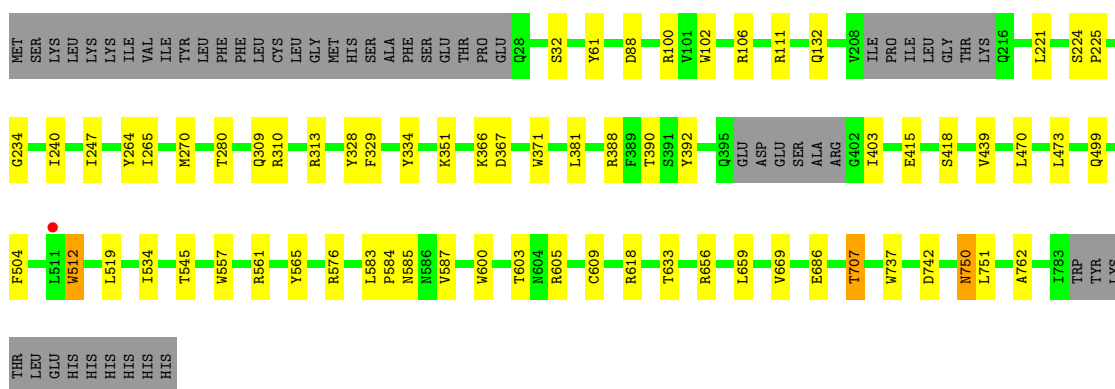 MET SER LYS LEU LYS LYS ILE VAL ILE TYR LEU PHE PHE LEU CYS LEU GLY MET HIS SER ALA PHE SER GLU THR PRO GLU Q28 S32 Y61 D88 R100 V101 W102 R106 R111 Q132 V208 ILE PRO ILE LEU GLY THR LYS Q216 L221 S224 P225
G234 I240 I247 Y264 I265 M270 T280 Q309 R310 R313 Y328 F329 Y334 K351 K366 D367 W371 L381 R388 F389 T390 S391 Y392 Q395 GLU ASP GLU SER ALA ARG G402 I403 E415 S418 V439 L470 L473 Q499
F504 L511 W512 L519 I534 T545 W557 R561 Y565 R576 L583 P584 N585 N586 V587 W600 T603 N604 R605 C609 R618 T633 R656 L659 V669 E686 T707 W737 D742 N750 L751 A762 I783 TRP TYR LYS
THR LEU GLU HIS HIS HIS HIS HIS HIS